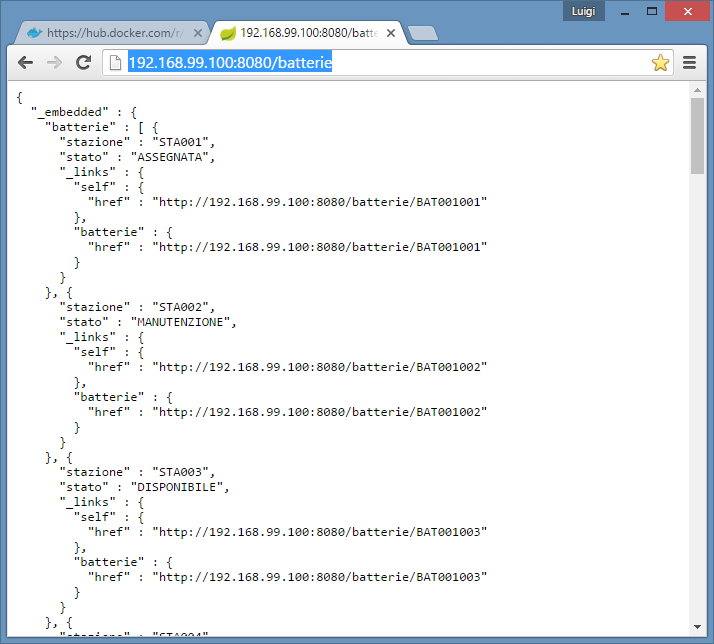 Luigi
https://hub.docker.com/r/
192.168.99.100:8080/batte
192.168.99.100:8080/batterie
{
  "_embedded" : {
    "batterie" : [ {
      "stazione" : "STA001",
      "stato" : "ASSEGNATA",
      "_links" : {
        "self" : {
          "href" : "http://192.168.99.100:8080/batterie/BAT001001"
        },
        "batterie" : {
          "href" : "http://192.168.99.100:8080/batterie/BAT001001"
        }
      }
    }, {
      "stazione" : "STA002",
      "stato" : "MANUTENZIONE",
      "_links" : {
        "self" : {
          "href" : "http://192.168.99.100:8080/batterie/BAT001002"
        },
        "batterie" : {
          "href" : "http://192.168.99.100:8080/batterie/BAT001002"
        }
      }
    }, {
      "stazione" : "STA003",
      "stato" : "DISPONIBILE",
      "_links" : {
        "self" : {
          "href" : "http://192.168.99.100:8080/batterie/BAT001003"
        },
        "batterie" : {
          "href" : "http://192.168.99.100:8080/batterie/BAT001003"
        }
      }
    }, {
      "stazione" : "STA004",